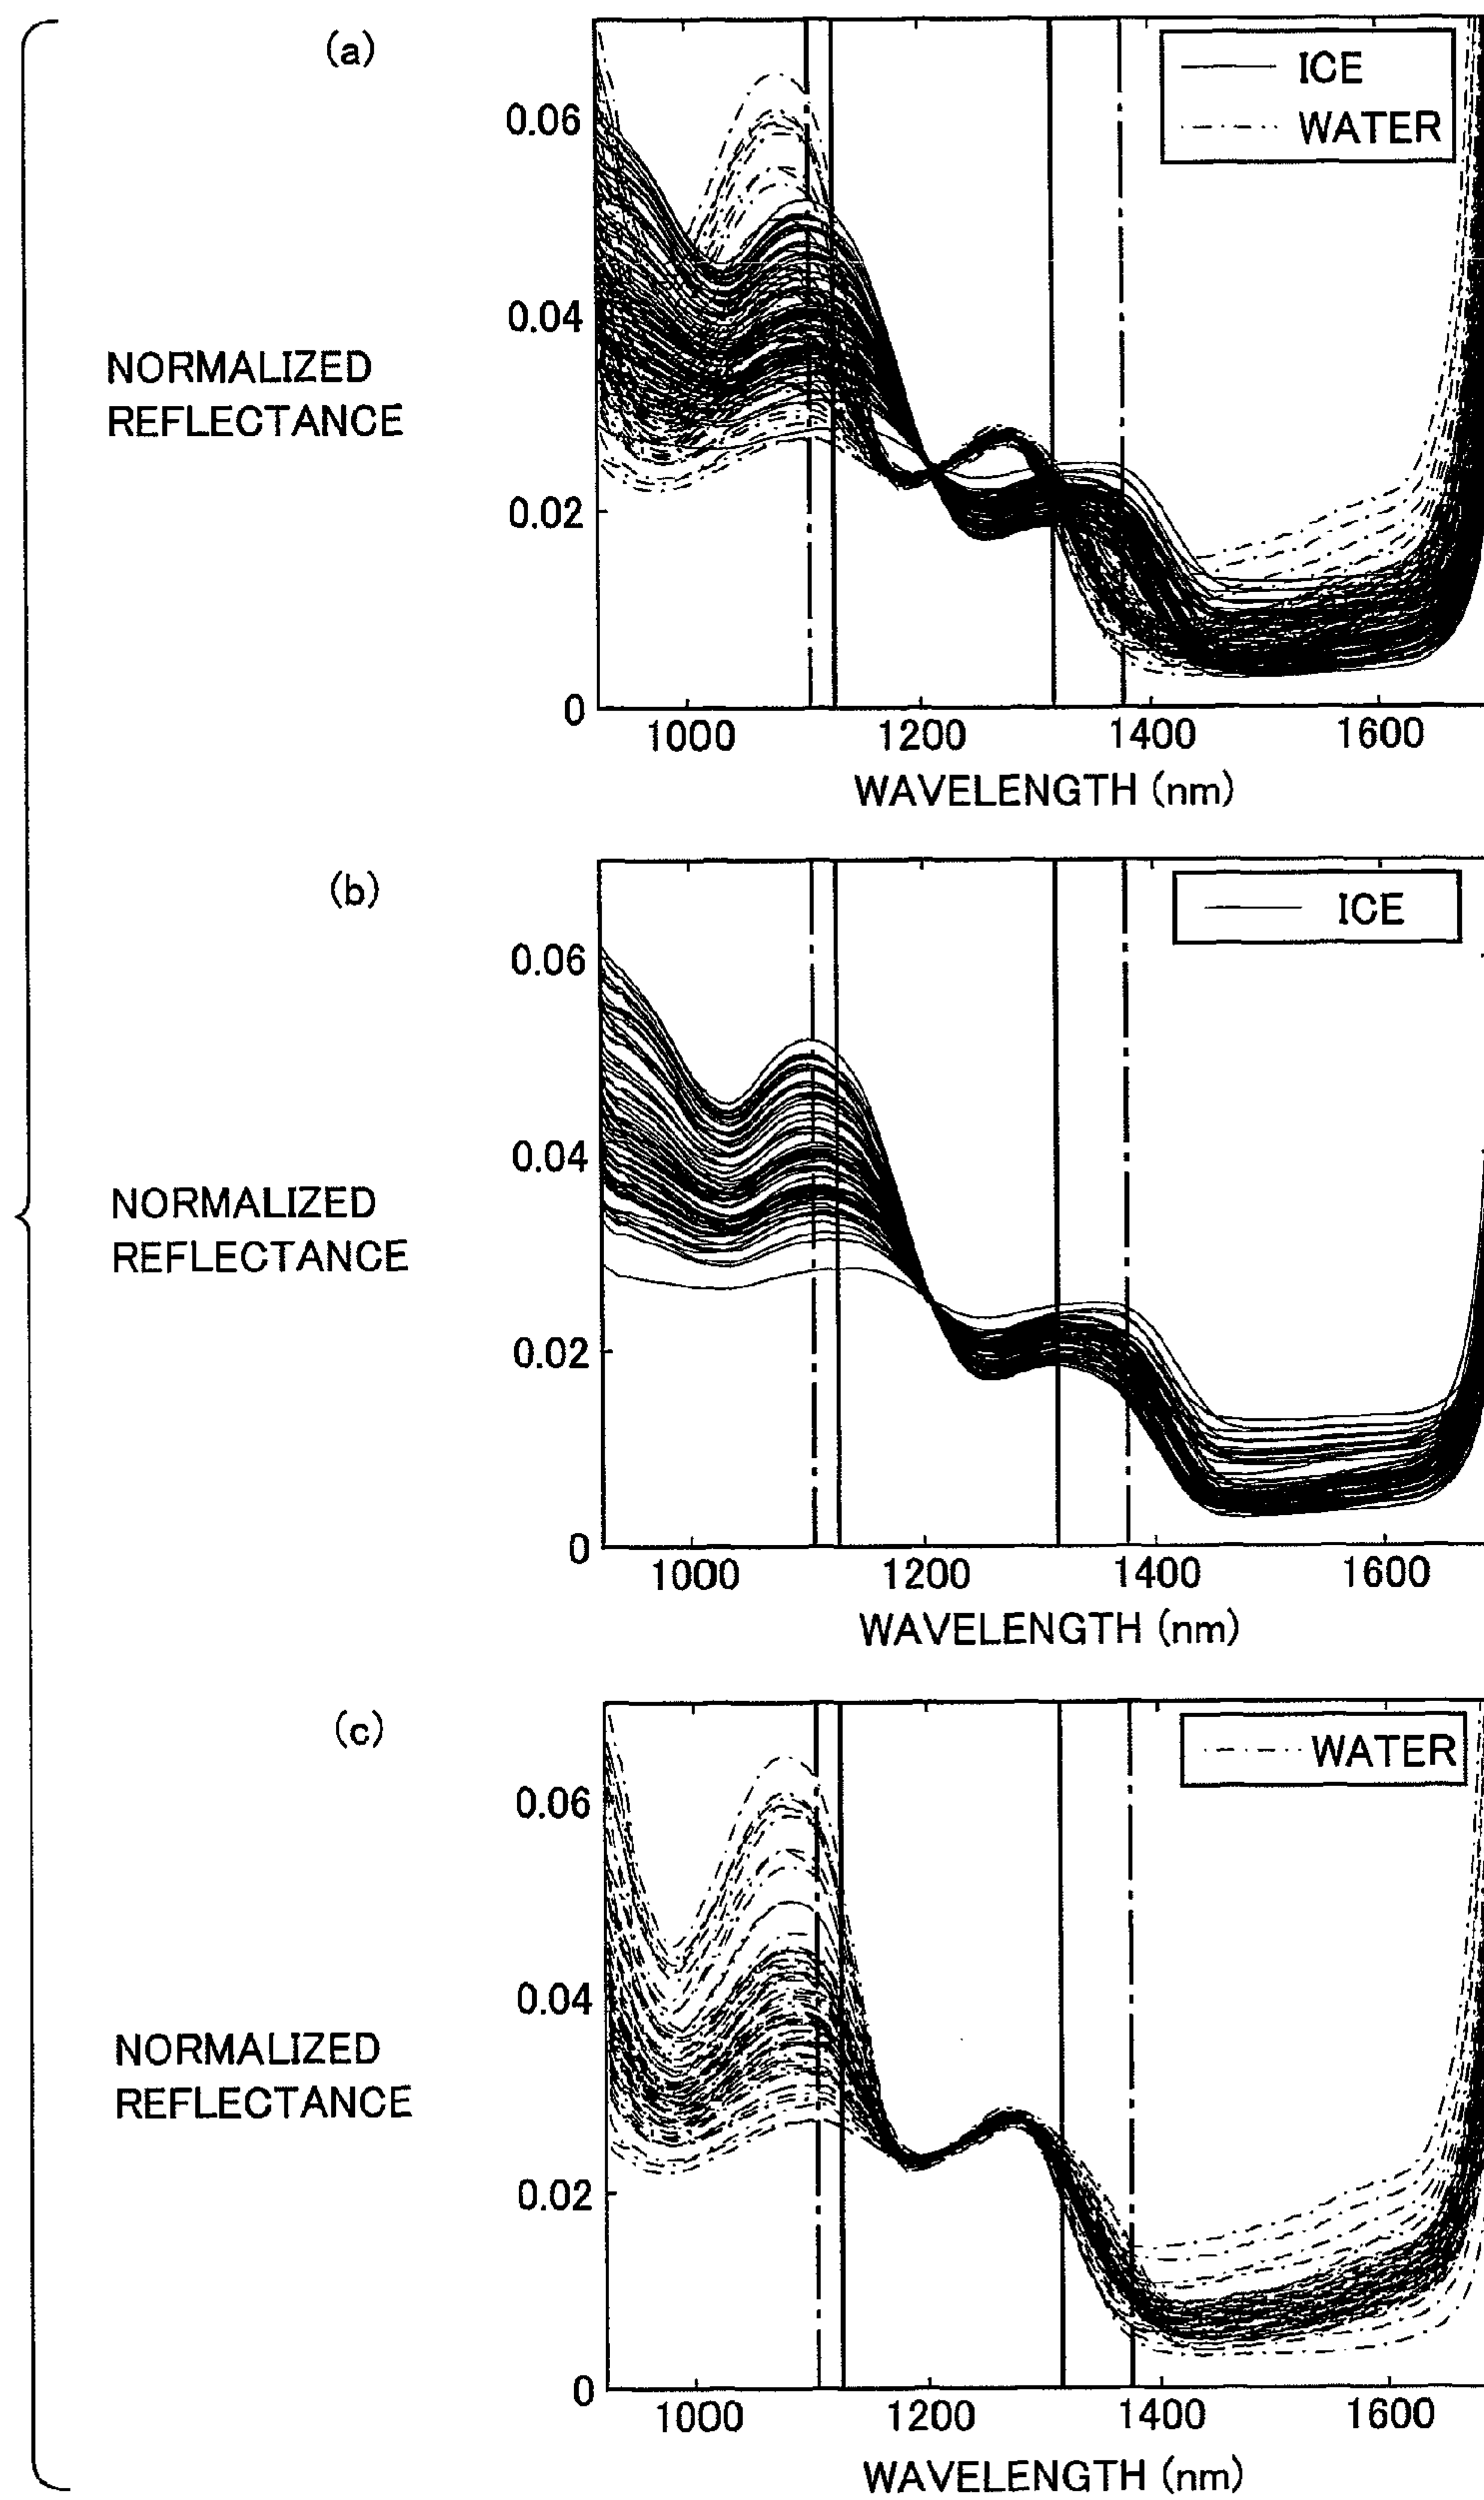 (a)
ICE
WATER
0.06
0.04
0.02
0
NORMALIZED
REFLECTANCE
1000 1200 1400 1600
WAVELENGTH (nm)
(b)
ICE
0.06
0.04
0.02
0
NORMALIZED
REFLECTANCE
1000 1200 1400 1600
WAVELENGTH (nm)
(c)
WATER
0.06
0.04
0.02
0
NORMALIZED
REFLECTANCE
1000 1200 1400 1600
WAVELENGTH (nm)